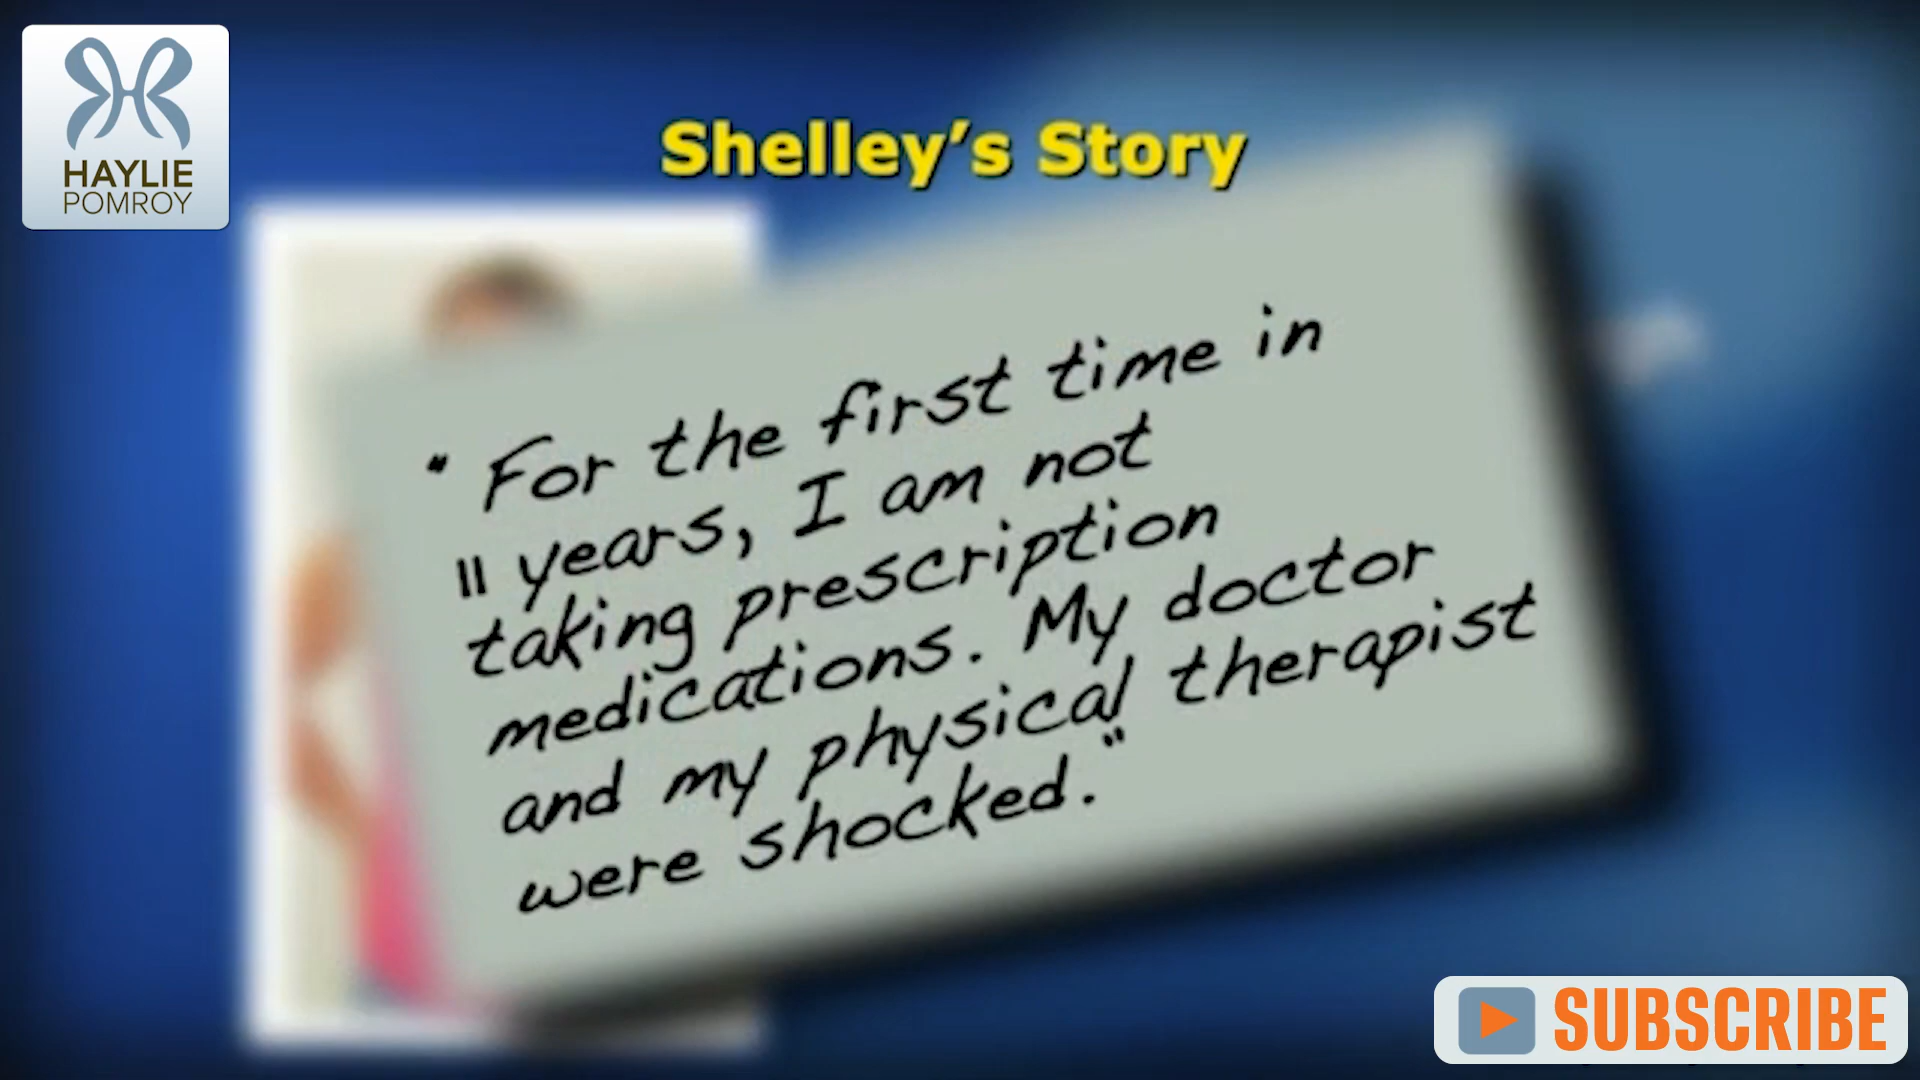 HAYLIE
POMROY
Shelley's Story
" For the first time in
11 years, I am not
taking prescription
medications. My doctor
and my physical therapist
were shocked."
SUBSCRIBE